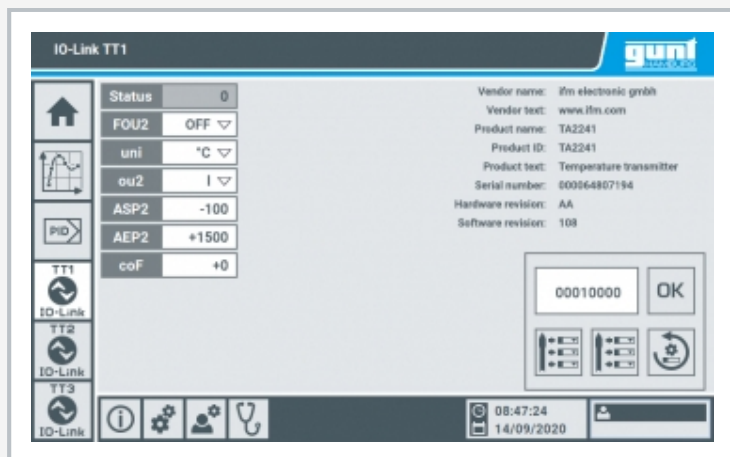 IO-Link TT1
gunt
Status 0
FOU2 OFF
uni °C
ou2 I
ASP2 -100
AEP2 +1500
coF +0
Vendor name: ifm electronic gmbh
Vendor text: www.ifm.com
Product name: TA2241
Product ID: TA2241
Product text: Temperature transmitter
Serial number: 000064807194
Hardware revision: AA
Software revision: 108
PID
TT1
IO-Link
TT2
IO-Link
TT3
IO-Link
00010000 OK
08:47:24
14/09/2020